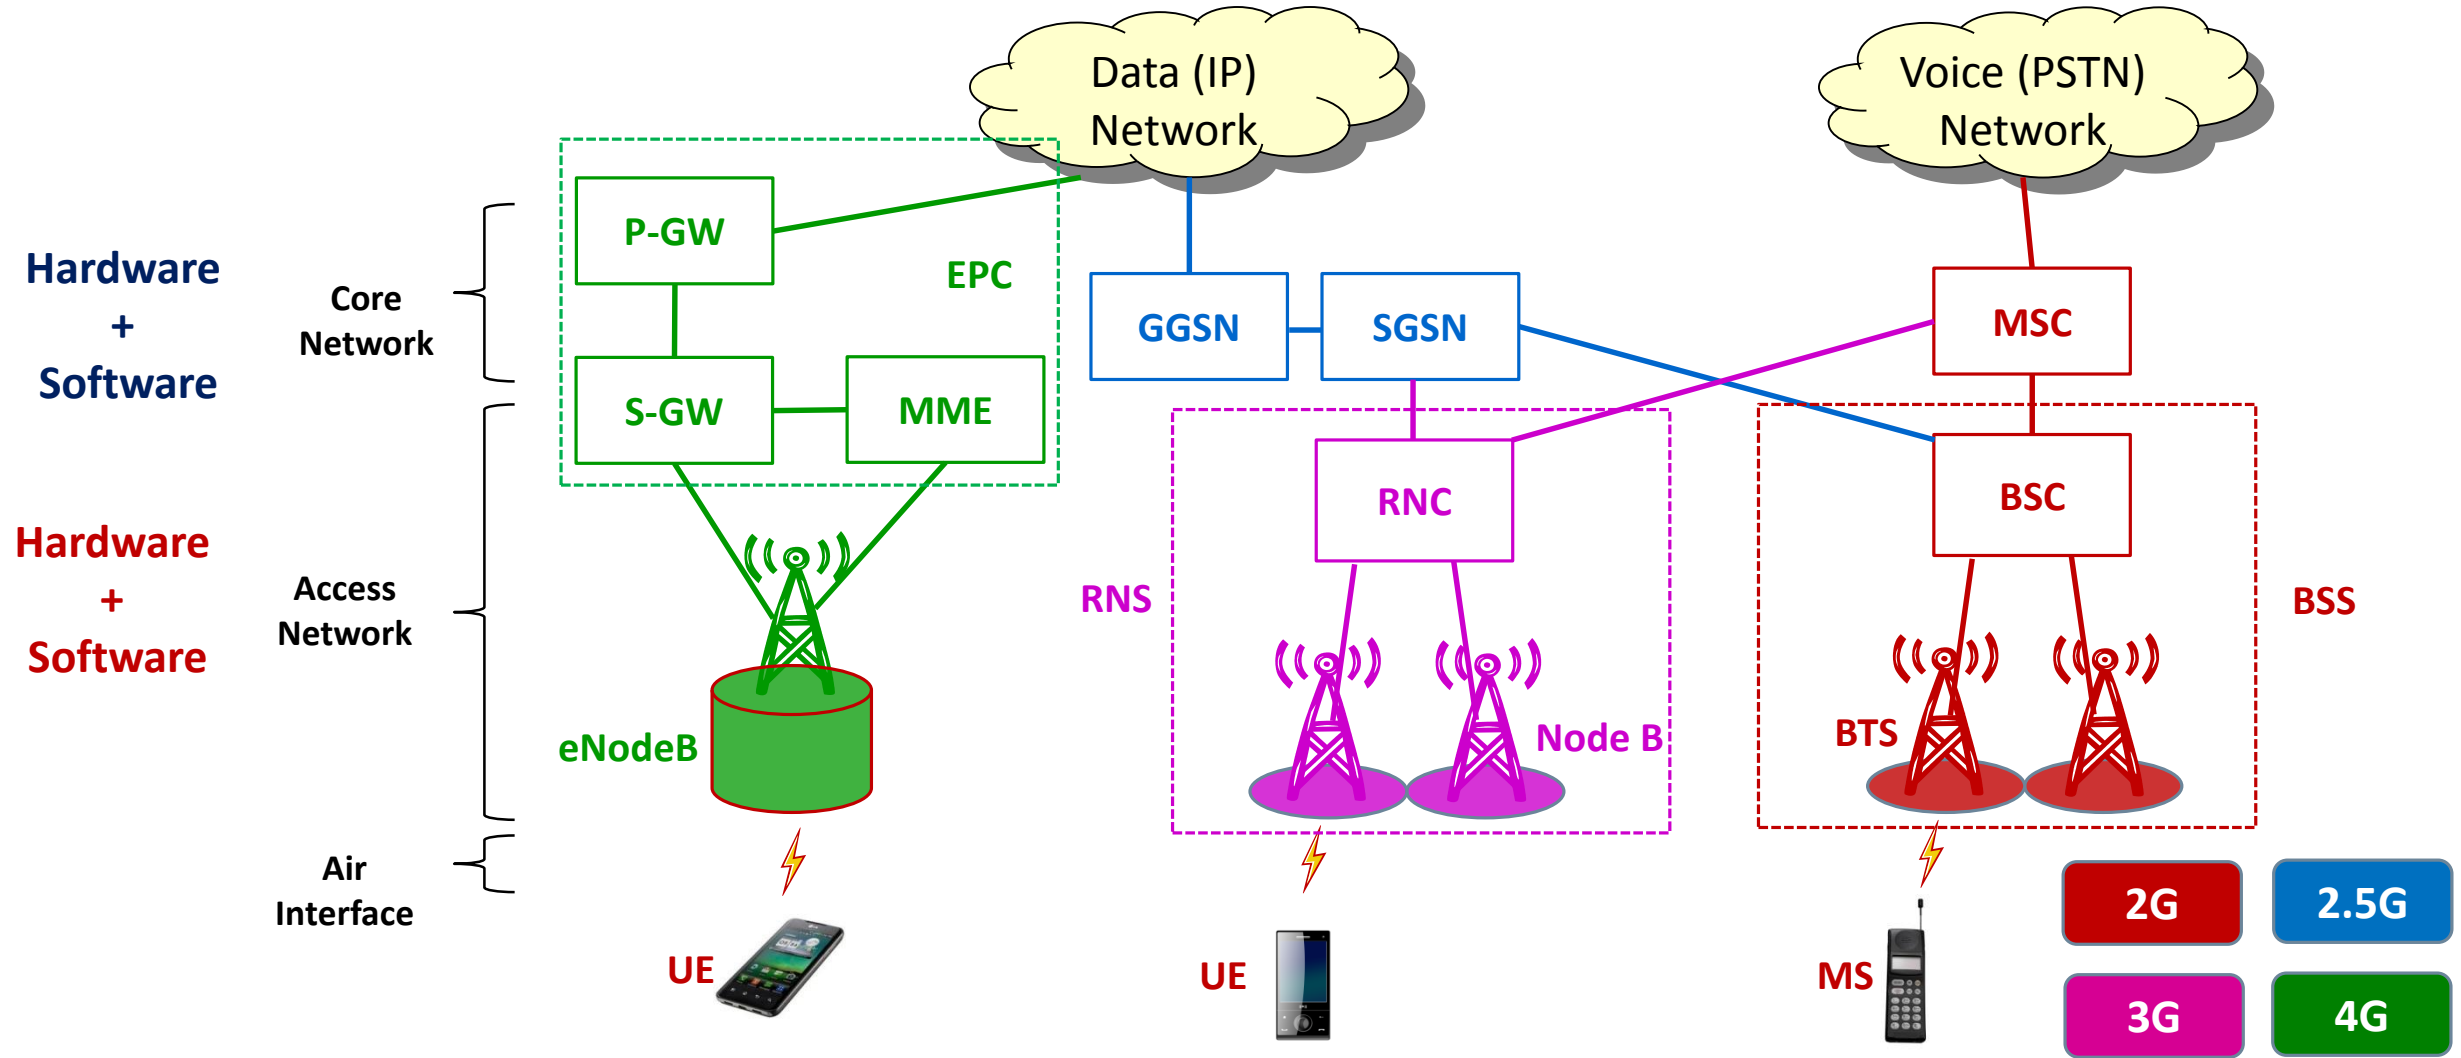 Data (IP)
Network
Voice (PSTN)
Network
Hardware
+
Software
Core
Network
P-GW
EPC
S-GW
MME
GGSN
SGSN
MSC
RNC
BSC
Hardware
+
Software
Access
Network
RNS
BSS
eNodeB
Node B
BTS
Air
Interface
UE
UE
MS
2G
2.5G
3G
4G